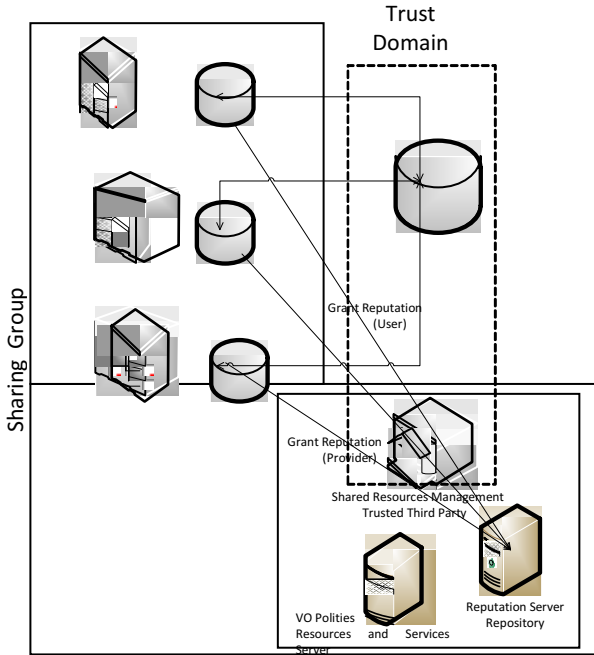 Trust
Domain
Sharing Group
Grant Reputation
(User)
Grant Reputation
(Provider)
Shared Resources Management
Trusted Third Party
Reputation Server
Repository
VO Polities
Resources and Services
Server